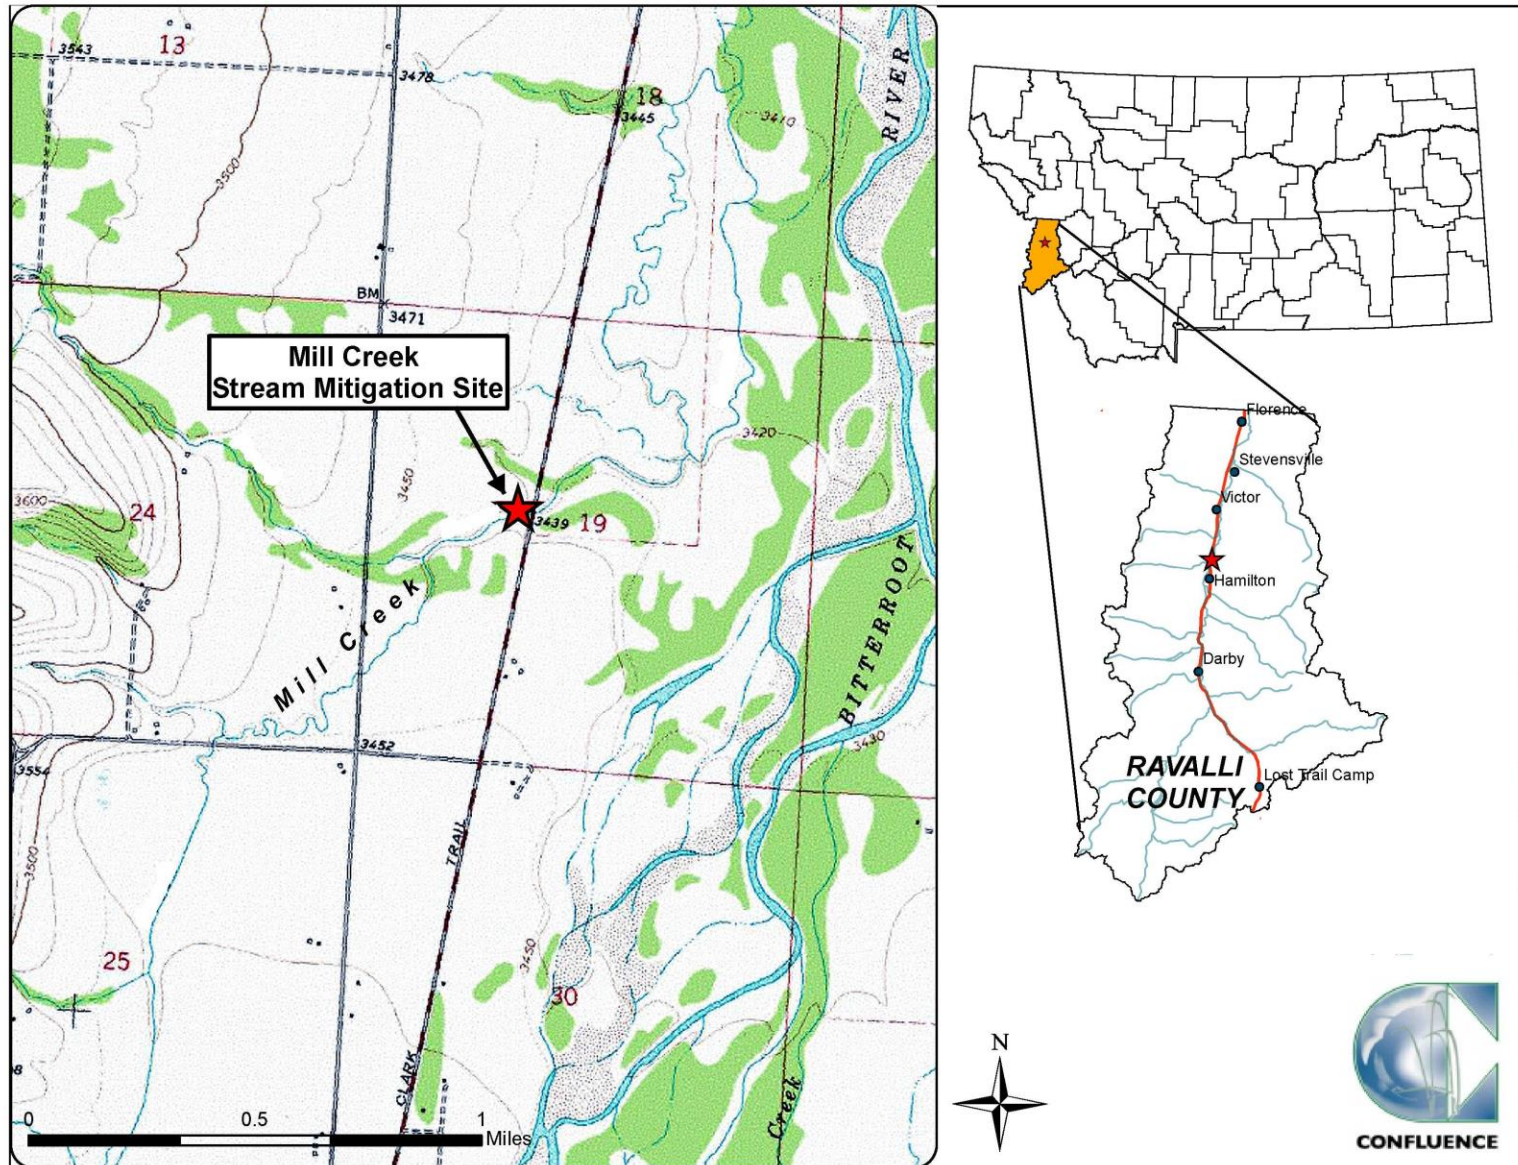 3543
13
3478
18
3445
3410
RIVER
3500
BM
3471
Mill Creek
Stream Mitigation Site
3420
3450
3600
24
3439
19
BITTERROOT
Mill Creek
3452
3430
3554
TRAIL
3500
25
3450
30
CLARK
Creek
8
0
0.5
1
Miles
Florence
Stevensville
Victor
Hamilton
Darby
RAVALLI
COUNTY
Lost Trail Camp
N
CONFLUENCE